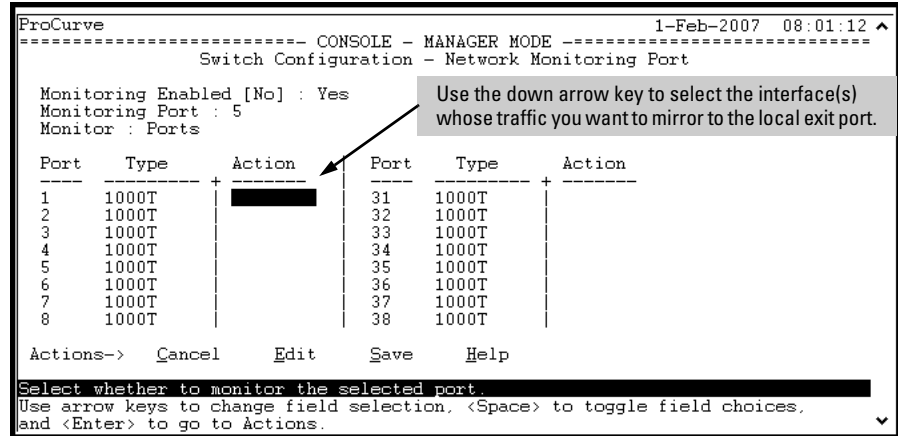 ProCurve 1-Feb-2007 08:01:12
===========================- CONSOLE - MANAGER MODE -============================
Switch Configuration - Network Monitoring Port
Monitoring Enabled [No] : Yes
Monitoring Port : 5
Monitor : Ports
Use the down arrow key to select the interface(s)
whose traffic you want to mirror to the local exit port.
Port Type Action | Port Type Action
---- --------- + ------- | ---- --------- + -------
1 1000T | | 31 1000T |
2 1000T | | 32 1000T |
3 1000T | | 33 1000T |
4 1000T | | 34 1000T |
5 1000T | | 35 1000T |
6 1000T | | 36 1000T |
7 1000T | | 37 1000T |
8 1000T | | 38 1000T |
Actions-> Cancel Edit Save Help
Select whether to monitor the selected port.
Use arrow keys to change field selection, <Space> to toggle field choices,
and <Enter> to go to Actions.